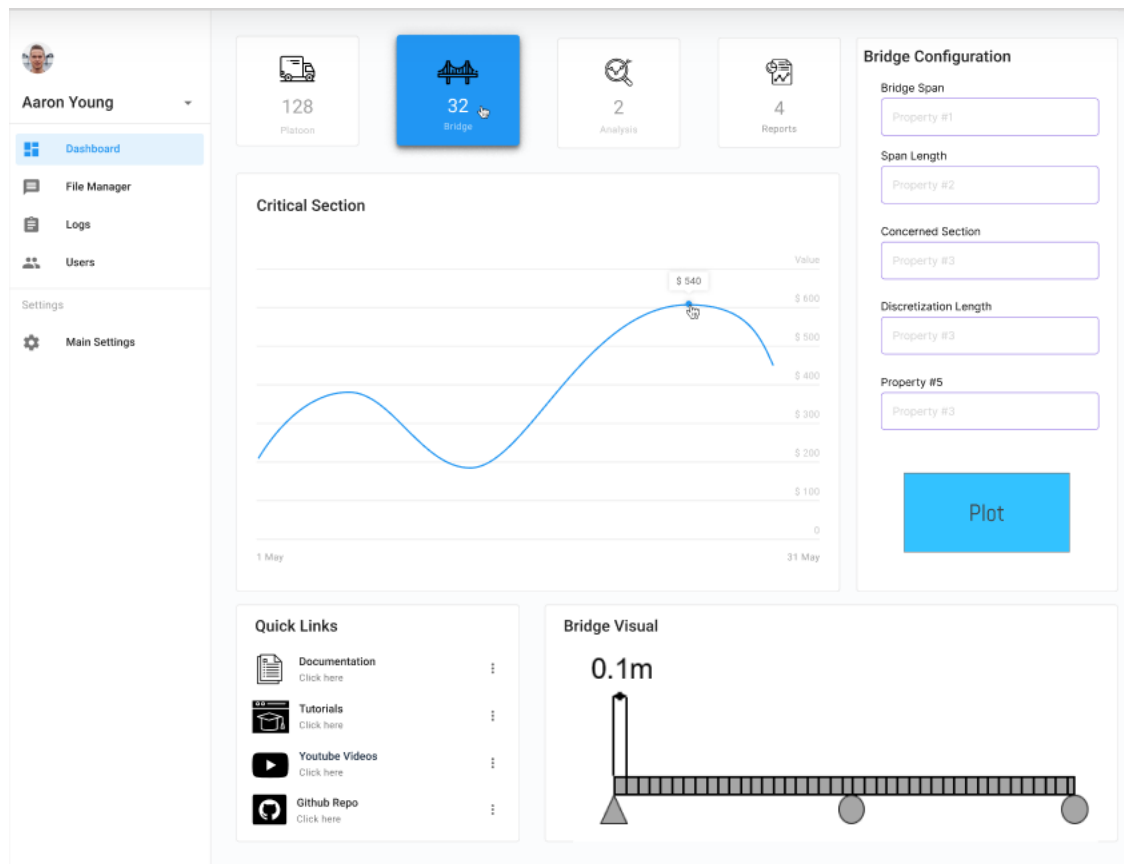 Aaron Young
Dashboard
File Manager
Logs
Users
Settings
Main Settings
128
Platoon
32
Bridge
2
Analysis
4
Reports
Critical Section
Value
$ 540
$ 600
$ 500
$ 400
$ 300
$ 200
$ 100
0
1 May
31 May
Bridge Configuration
Bridge Span
Property #1
Span Length
Property #2
Concerned Section
Property #3
Discretization Length
Property #3
Property #5
Property #3
Plot
Quick Links
Documentation
Click here
Tutorials
Click here
Youtube Videos
Click here
Github Repo
Click here
Bridge Visual
0.1m